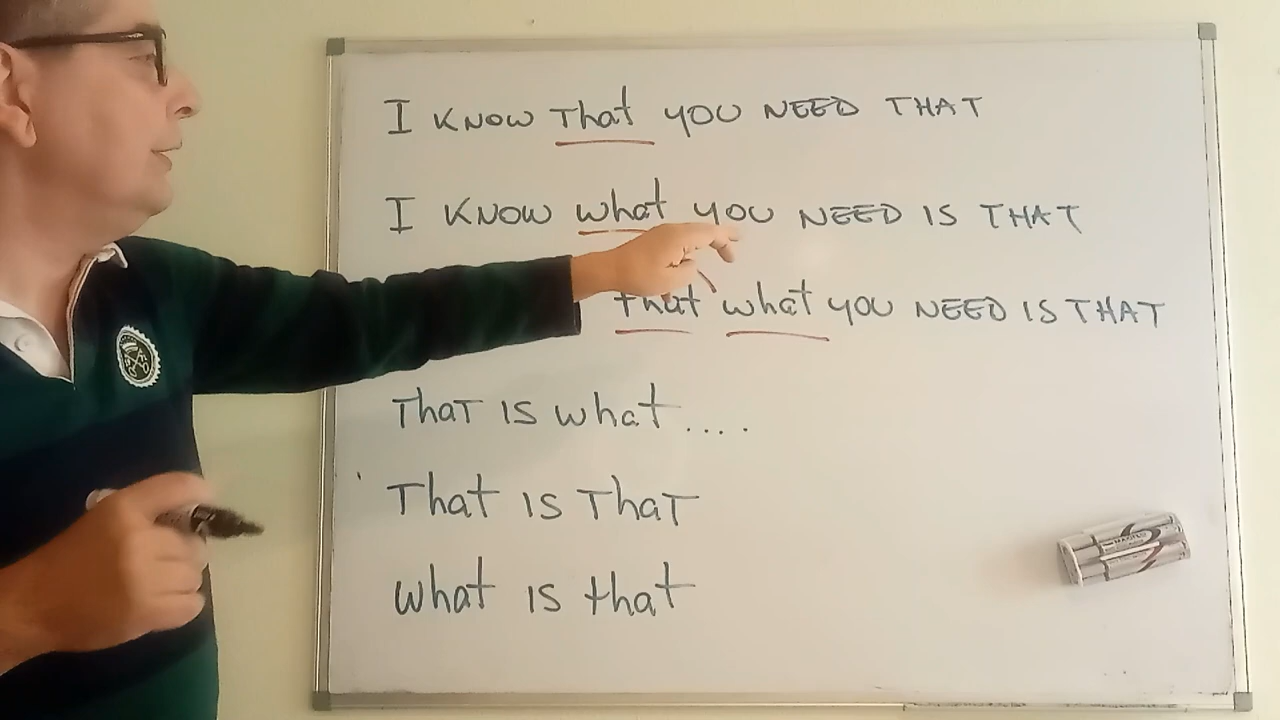 I KNOW That YOU NEED THAT
I KNOW what YOU NEED IS THAT
that what YOU NEED IS THAT
ThaT IS what....
That IS ThaT
what IS that